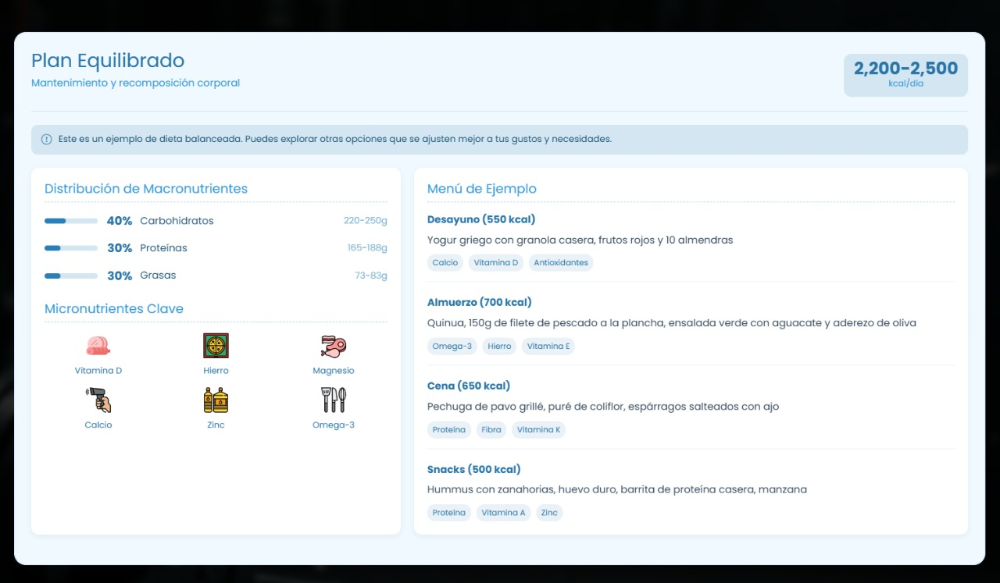 Plan Equilibrado
Mantenimiento y recomposición corporal
2,200-2,500
kcal/día
Este es un ejemplo de dieta balanceada. Puedes explorar otras opciones que se ajusten mejor a tus gustos y necesidades.
Distribución de Macronutrientes
40% Carbohidratos 220-250g
30% Proteínas 165-188g
30% Grasas 73-83g
Micronutrientes Clave
Vitamina D Hierro Magnesio
Calcio Zinc Omega-3
Menú de Ejemplo
Desayuno (550 kcal)
Yogur griego con granola casera, frutos rojos y 10 almendras
Calcio Vitamina D Antioxidantes
Almuerzo (700 kcal)
Quinua, 150g de filete de pescado a la plancha, ensalada verde con aguacate y aderezo de oliva
Omega-3 Hierro Vitamina E
Cena (650 kcal)
Pechuga de pavo grillé, puré de coliflor, espárragos salteados con ajo
Proteína Fibra Vitamina K
Snacks (500 kcal)
Hummus con zanahorias, huevo duro, barrita de proteína casera, manzana
Proteína Vitamina A Zinc